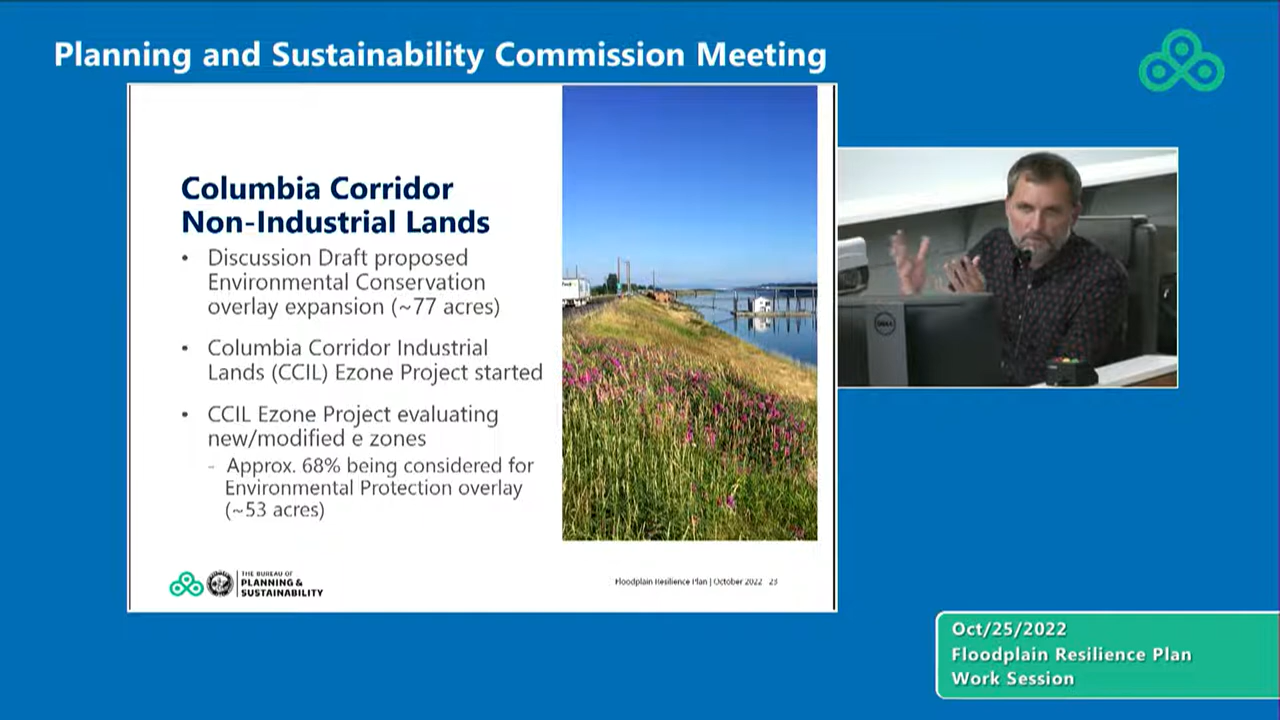 Planning and Sustainability Commission Meeting
Columbia Corridor
Non-Industrial Lands
• Discussion Draft proposed
Environmental Conservation
overlay expansion (~77 acres)
• Columbia Corridor Industrial
Lands (CCIL) Ezone Project started
• CCIL Ezone Project evaluating
new/modified e zones
- Approx. 68% being considered for
Environmental Protection overlay
(~53 acres)
THE BUREAU OF
PLANNING &
SUSTAINABILITY
Floodplain Resilience Plan | October 2022 23
DELL
Oct/25/2022
Floodplain Resilience Plan
Work Session